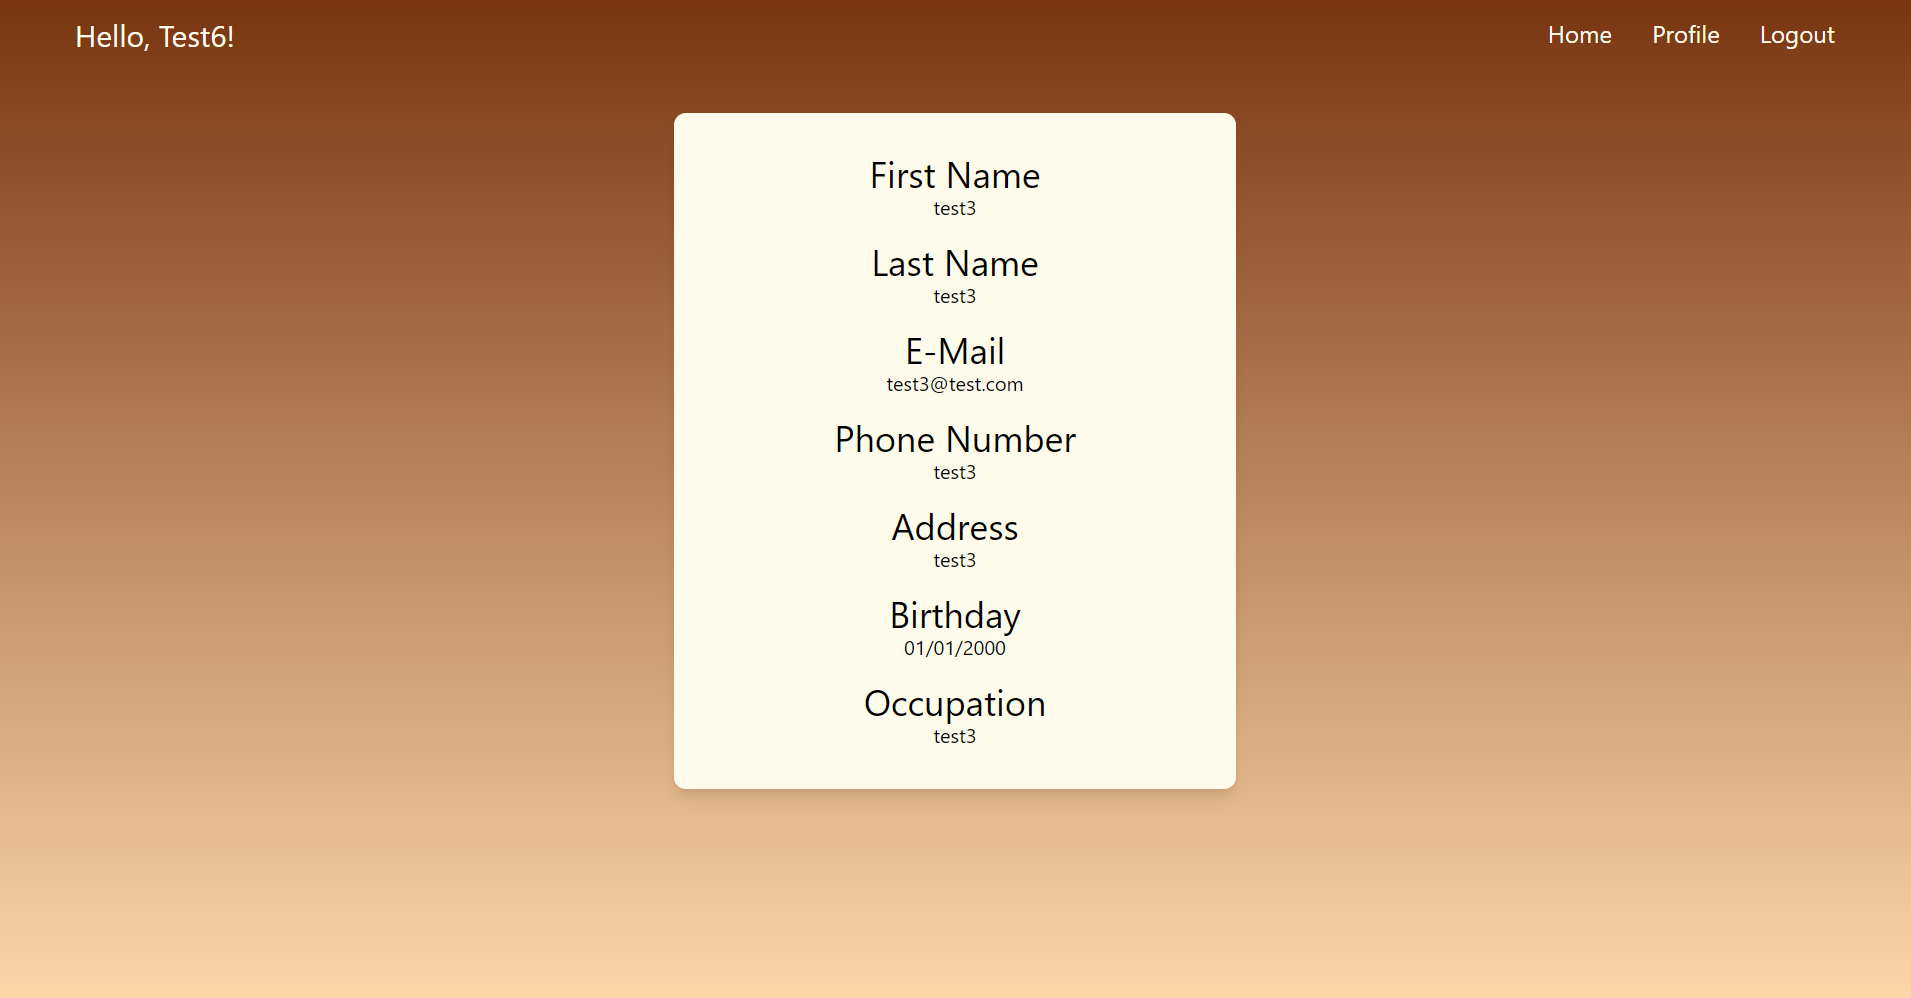 Hello, Test6!
Home Profile Logout
First Name
test3
Last Name
test3
E-Mail
test3@test.com
Phone Number
test3
Address
test3
Birthday
01/01/2000
Occupation
test3